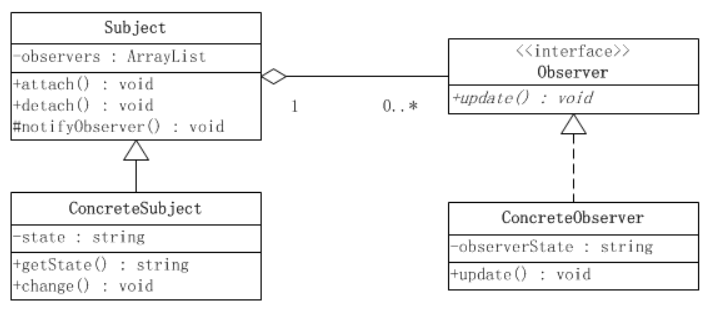 Subject
-observers : ArrayList
+attach() : void
+detach() : void
#notifyObserver() : void
1
0..*
<<interface>>
Observer
+update() : void
ConcreteSubject
-state : string
+getState() : string
+change() : void
ConcreteObserver
-observerState : string
+update() : void